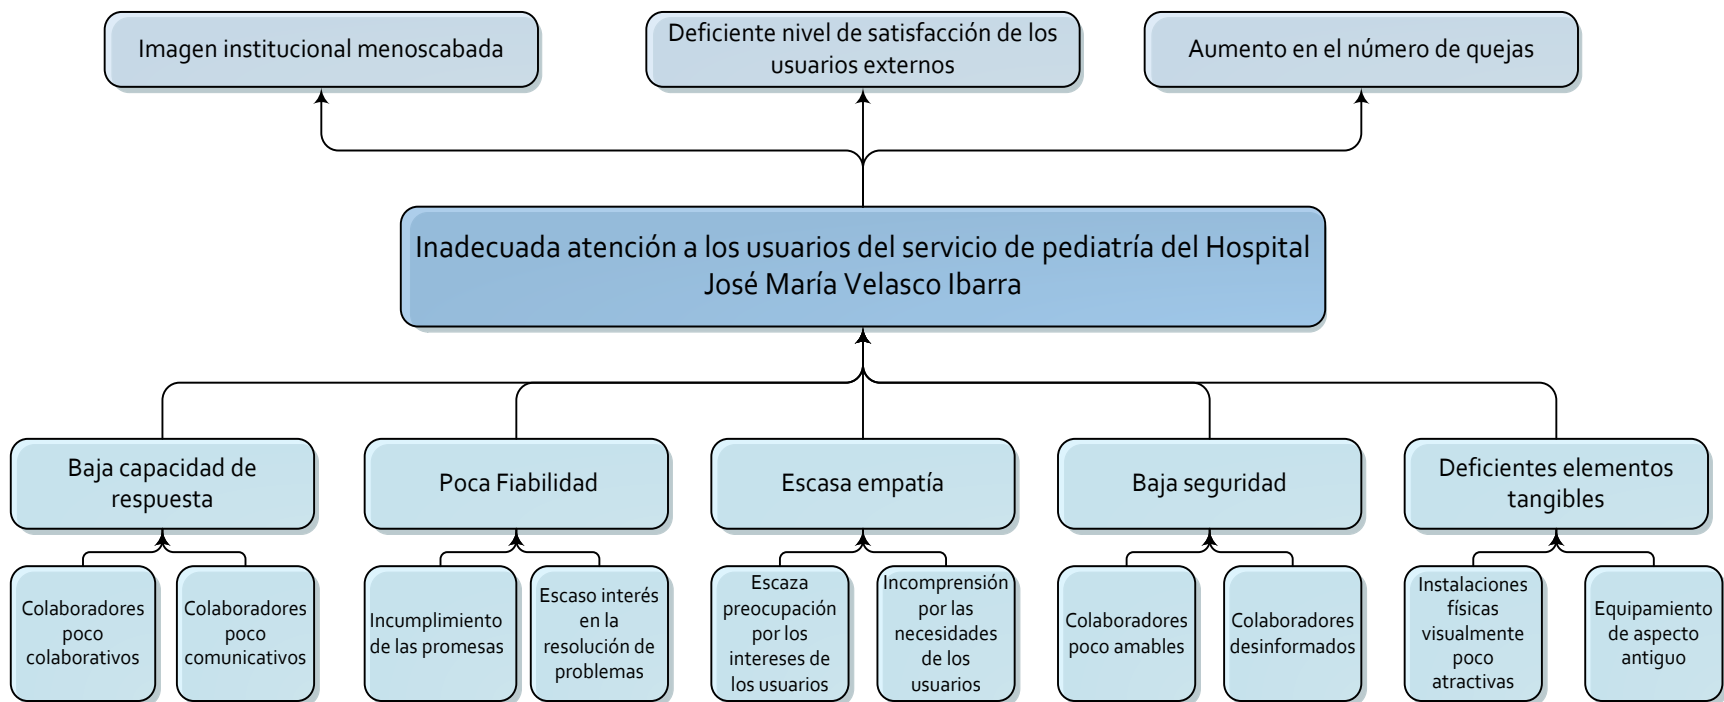 Imagen institucional menoscabada
Deficiente nivel de satisfacción de los
usuarios externos
Aumento en el número de quejas
Inadecuada atención a los usuarios del servicio de pediatría del Hospital
José María Velasco Ibarra
Baja capacidad de
respuesta
Poca Fiabilidad
Escasa empatía
Baja seguridad
Deficientes elementos
tangibles
Colaboradores
poco
colaborativos
Colaboradores
poco
comunicativos
Incumplimiento
de las promesas
Escaso interés
en la
resolución de
problemas
Escaza
preocupación
por los
intereses de
los usuarios
Incomprensión
por las
necesidades
de los
usuarios
Colaboradores
poco amables
Colaboradores
desinformados
Instalaciones
físicas
visualmente
poco
atractivas
Equipamiento
de aspecto
antiguo